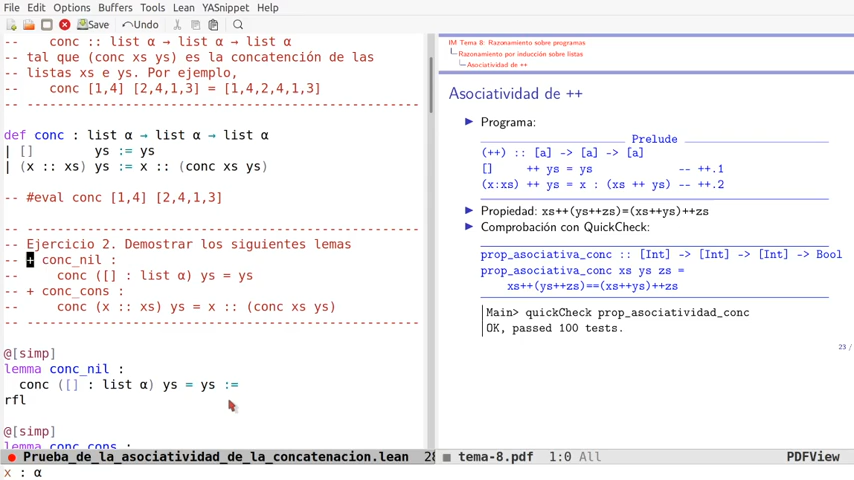 File Edit Options Buffers Tools Lean YASnippet Help
Save Undo
-- conc :: list α → list α → list α
-- tal que (conc xs ys) es la concatención de las
-- listas xs e ys. Por ejemplo,
-- conc [1,4] [2,4,1,3] = [1,4,2,4,1,3]
-- ----------------------------------------------------
def conc : list α → list α → list α
| [] ys := ys
| (x :: xs) ys := x :: (conc xs ys)
-- #eval conc [1,4] [2,4,1,3]
-- ----------------------------------------------------
-- Ejercicio 2. Demostrar los siguientes lemas
-- + conc_nil :
-- conc ([] : list α) ys = ys
-- + conc_cons :
-- conc (x :: xs) ys = x :: (conc xs ys)
-- ----------------------------------------------------
@[simp]
lemma conc_nil :
conc ([] : list α) ys = ys :=
rfl
@[simp]
lemma conc_cons :
Prueba_de_la_asociatividad_de_la_concatenacion.lean 28
x : α
IM Tema 8: Razonamiento sobre programas
Razonamiento por inducción sobre listas
Asociatividad de ++
Asociatividad de ++
Programa:
Prelude
(++) :: [a] -> [a] -> [a]
[] ++ ys = ys -- ++.1
(x:xs) ++ ys = x : (xs ++ ys) -- ++.2
Propiedad: xs++(ys++zs)=(xs++ys)++zs
Comprobación con QuickCheck:
prop_asociativa_conc :: [Int] -> [Int] -> [Int] -> Bool
prop_asociativa_conc xs ys zs =
xs++(ys++zs)==(xs++ys)++zs
Main> quickCheck prop_asociatividad_conc
OK, passed 100 tests.
23 /
tema-8.pdf 1:0 All PDFView